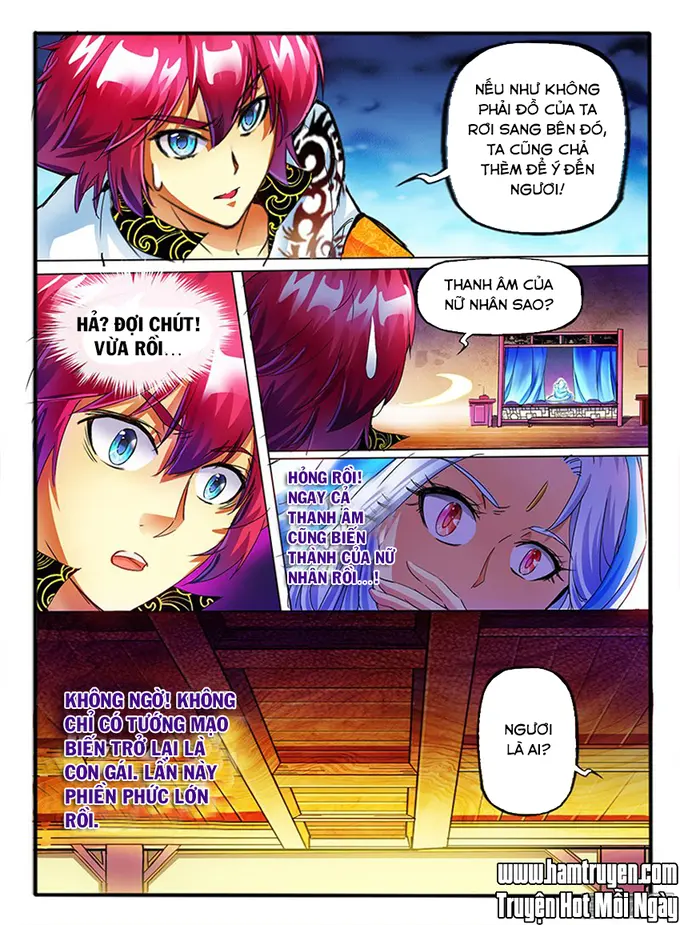 NẾU NHƯ KHÔNG
PHẢI ĐỒ CỦA TA
RƠI SANG BÊN ĐÓ,
TA CŨNG CHẢ
THÈM ĐỂ Ý ĐẾN
NGƯƠI!
HẢ? ĐỢI CHÚT!
VỪA RỒI...
THANH ÂM CỦA
NỮ NHÂN SAO?
HỎNG RỒI!
NGAY CẢ
THANH ÂM
CŨNG BIẾN
THÀNH CỦA NỮ
NHÂN RỒI...!
KHÔNG NGỜ! KHÔNG
CHỈ CÓ TƯỚNG MẠO
BIẾN TRỞ LẠI LÀ
CON GÁI. LẦN NÀY
PHIỀN PHỨC LỚN
RỒI.
NGƯƠI
LÀ AI?
www.hamtruyen.com
Truyện Hot Mỗi Ngày